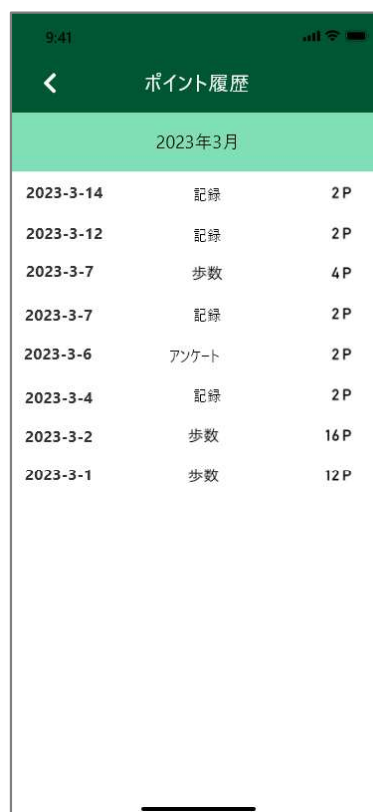 9:41
ポイント履歴
2023年3月
2023-3-14 記録 2P
2023-3-12 記録 2P
2023-3-7 歩数 4P
2023-3-7 記録 2P
2023-3-6 アンケート 2P
2023-3-4 記録 2P
2023-3-2 歩数 16P
2023-3-1 歩数 12P